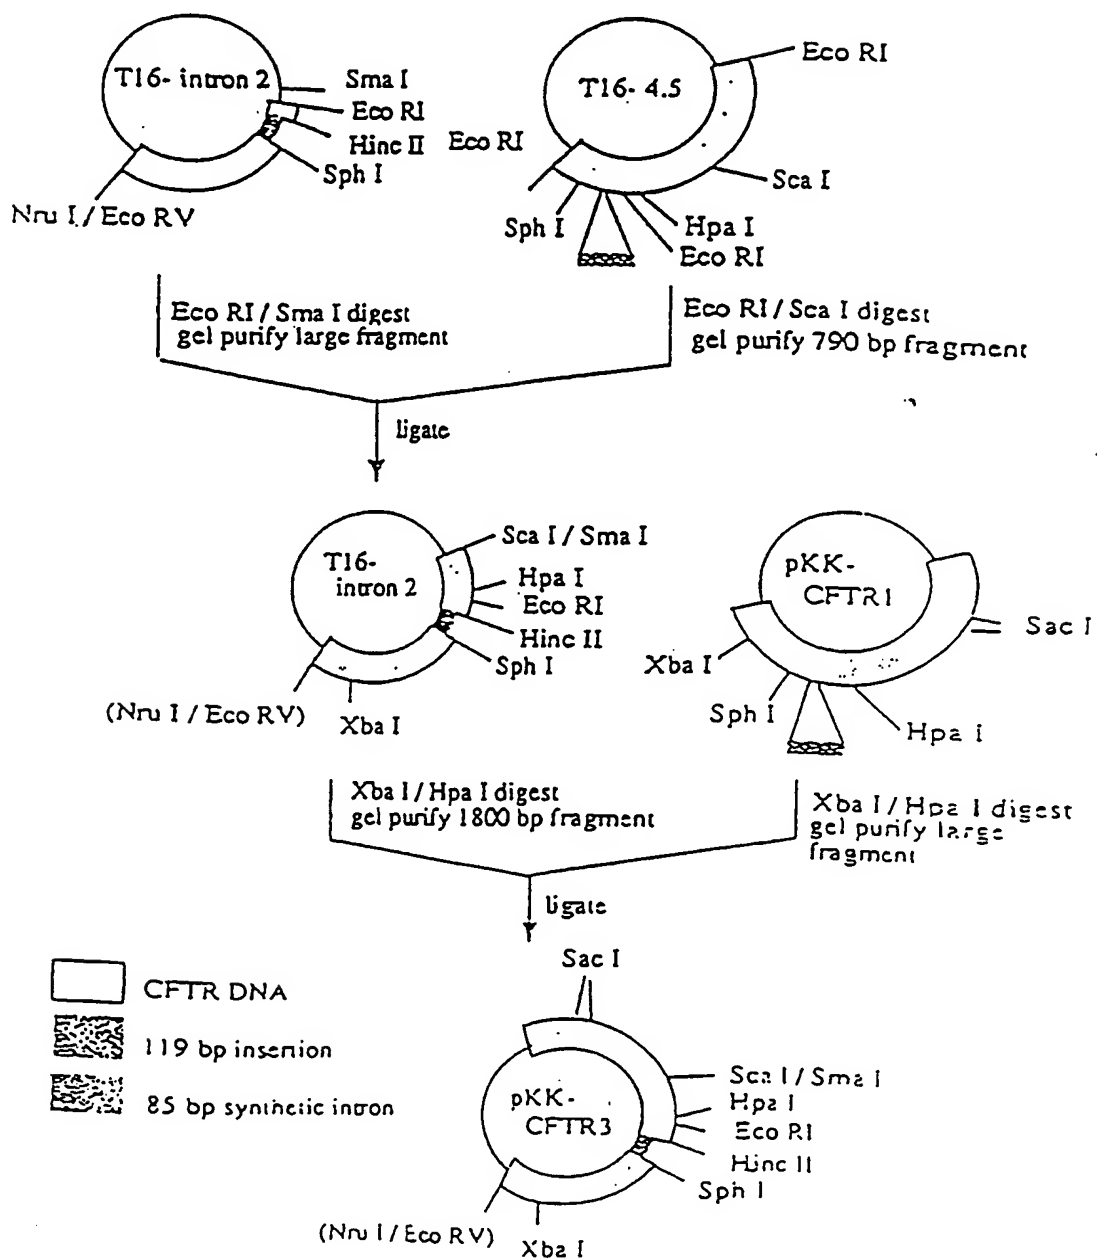 T16- intron 2
Sma I
Eco RI
Hinc II
Sph I
Nru I / Eco RV
T16- 4.5
Eco RI
Eco RI
Sca I
Sph I
Hpa I
Eco RI
Eco RI / Sma I digest
gel purify large fragment
Eco RI / Sca I digest
gel purify 790 bp fragment
ligate
T16-
intron 2
Sca I / Sma I
Hpa I
Eco RI
Hinc II
Sph I
(Nru I / Eco RV)
Xba I
pKK-
CFTR1
Sac I
Xba I
Sph I
Hpa I
Xba I / Hpa I digest
gel purify 1800 bp fragment
Xba I / Hpa I digest
gel purify large
fragment
ligate
Sac I
CFTR DNA
119 bp insertion
85 bp synthetic intron
pKK-
CFTR3
Sca I / Sma I
Hpa I
Eco RI
Hinc II
Sph I
(Nru I / Eco RV)
Xba I